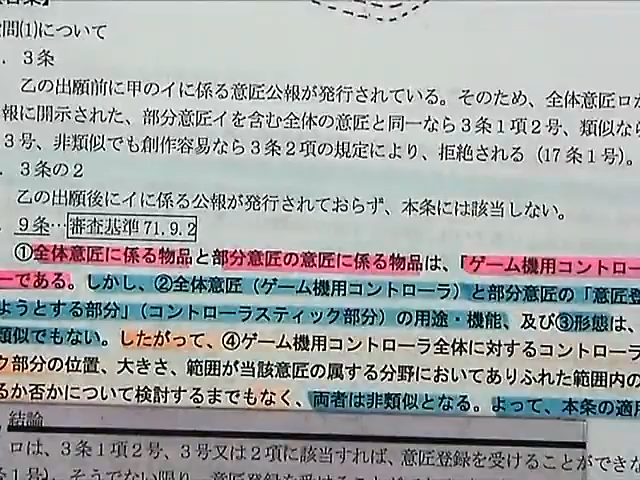 問(1)について
．３条
乙の出願前に甲のイに係る意匠公報が発行されている。そのため、全体意匠ロが
報に開示された、部分意匠イを含む全体の意匠と同一なら３条１項２号、類似なら
３号、非類似でも創作容易なら３条２項の規定により、拒絶される（17条１号）。
．３条の２
乙の出願後にイに係る公報が発行されておらず、本条には該当しない。
．９条…審査基準 71.9.2
①全体意匠に係る物品と部分意匠の意匠に係る物品は、「ゲーム機用コントロー
ーである。しかし、②全体意匠（ゲーム機用コントローラ）と部分意匠の「意匠登
ようとする部分」（コントローラスティック部分）の用途・機能、及び③形態は、
類似でもない。したがって、④ゲーム機用コントローラ全体に対するコントローラ
ク部分の位置、大きさ、範囲が当該意匠の属する分野においてありふれた範囲内の
るか否かについて検討するまでもなく、両者は非類似となる。よって、本条の適用
結論
ロは、３条１項２号、３号又は２項に該当すれば、意匠登録を受けることができな
条１号）。そうでない限り、意匠登録を受けることができる